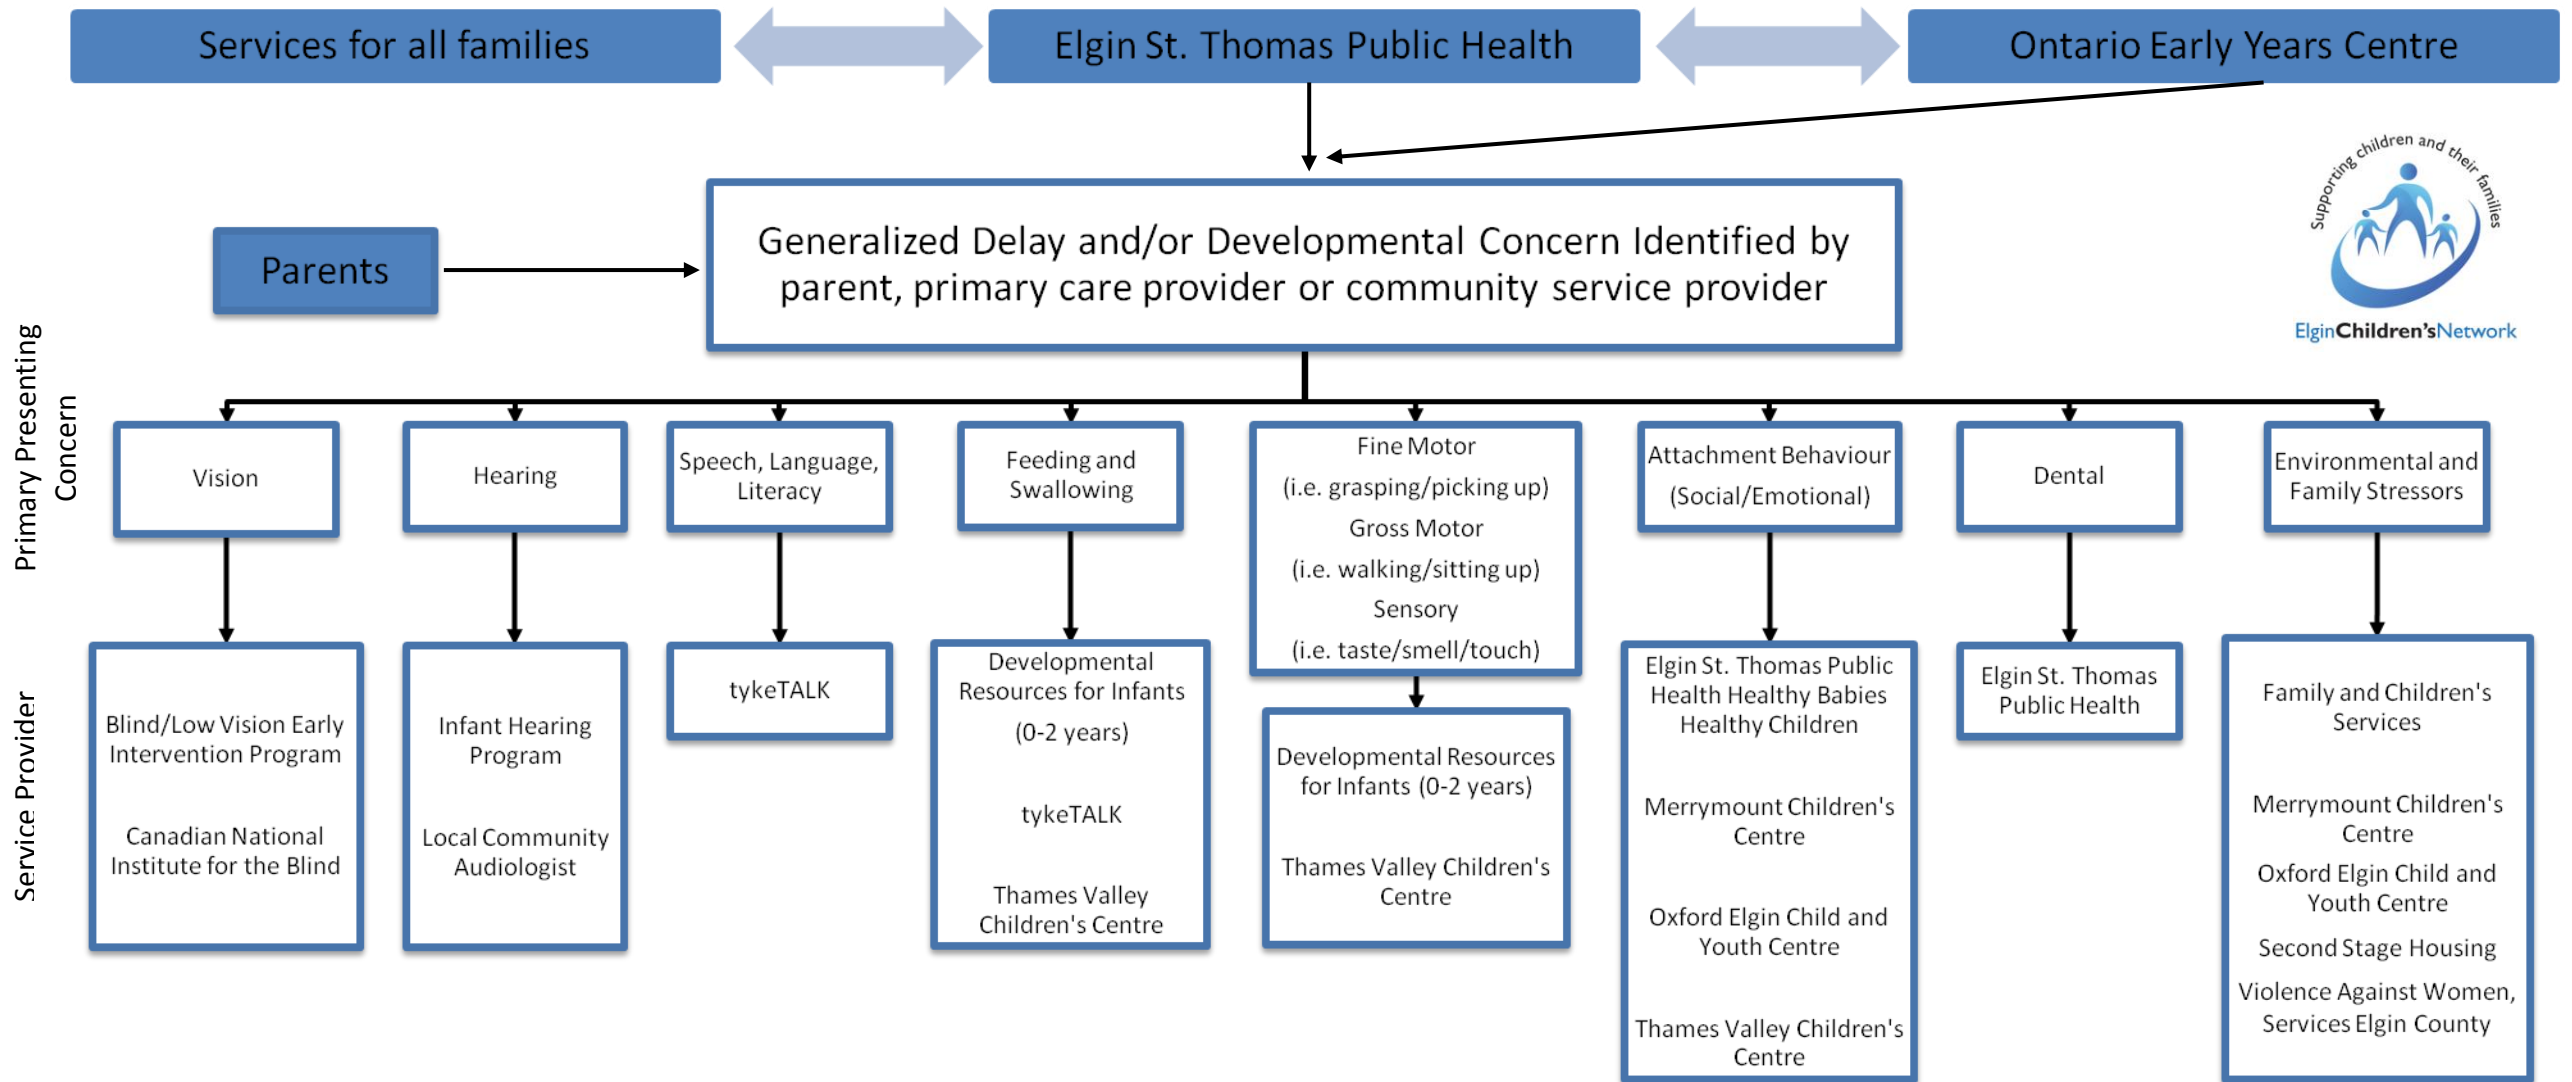 Services for all families
Elgin St. Thomas Public Health
Ontario Early Years Centre
Supporting children and their families
ElginChildren'sNetwork
Parents
Generalized Delay and/or Developmental Concern Identified by
parent, primary care provider or community service provider
Primary Presenting
Concern
Vision
Hearing
Speech, Language,
Literacy
Feeding and
Swallowing
Fine Motor
(i.e. grasping/picking up)
Gross Motor
(i.e. walking/sitting up)
Sensory
(i.e. taste/smell/touch)
Attachment Behaviour
(Social/Emotional)
Dental
Environmental and
Family Stressors
Service Provider
Blind/Low Vision Early
Intervention Program
Canadian National
Institute for the Blind
Infant Hearing
Program
Local Community
Audiologist
tykeTALK
Developmental
Resources for Infants
(0-2 years)
tykeTALK
Thames Valley
Children's Centre
Developmental Resources
for Infants (0-2 years)
Thames Valley Children's
Centre
Elgin St. Thomas Public
Health Healthy Babies
Healthy Children
Merrymount Children's
Centre
Oxford Elgin Child and
Youth Centre
Thames Valley Children's
Centre
Elgin St. Thomas
Public Health
Family and Children's
Services
Merrymount Children's
Centre
Oxford Elgin Child and
Youth Centre
Second Stage Housing
Violence Against Women,
Services Elgin County